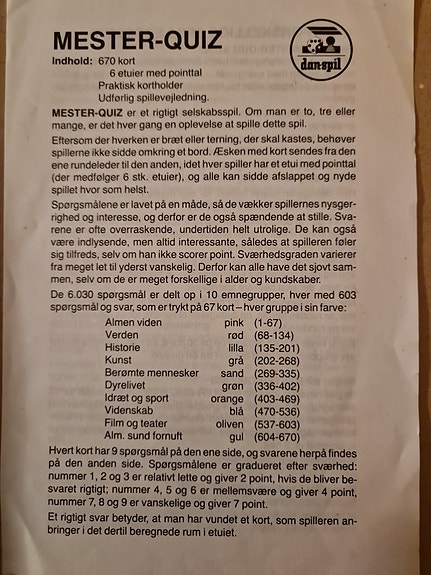 MESTER-QUIZ
danspil
Indhold: 670 kort
6 etuier med pointtal
Praktisk kortholder
Udførlig spillevejledning.
MESTER-QUIZ er et rigtigt selskabsspil. Om man er to, tre eller
mange, er det hver gang en oplevelse at spille dette spil.
Eftersom der hverken er bræt eller terning, der skal kastes, behøver
spillerne ikke sidde omkring et bord. Æsken med kort sendes fra den
ene rundeleder til den anden, idet hver spiller har et etui med pointtal
(der medfølger 6 stk. etuier), og alle kan sidde afslappet og nyde
spillet hvor som helst.
Spørgsmålene er lavet på en måde, så de vækker spillernes nysger-
righed og interesse, og derfor er de også spændende at stille. Sva-
rene er ofte overraskende, undertiden helt utrolige. De kan også
være indlysende, men altid interessante, således at spilleren føler
sig tilfreds, selv om han ikke scorer point. Sværhedsgraden varierer
fra meget let til yderst vanskelig. Derfor kan alle have det sjovt sam-
men, selv om de er meget forskellige i alder og kundskaber.
De 6.030 spørgsmål er delt op i 10 emnegrupper, hver med 603
spørgsmål og svar, som er trykt på 67 kort – hver gruppe i sin farve:
Almen viden pink (1-67)
Verden rød (68-134)
Historie lilla (135-201)
Kunst grå (202-268)
Berømte mennesker sand (269-335)
Dyrelivet grøn (336-402)
Idræt og sport orange (403-469)
Videnskab blå (470-536)
Film og teater oliven (537-603)
Alm. sund fornuft gul (604-670)
Hvert kort har 9 spørgsmål på den ene side, og svarene herpå findes
på den anden side. Spørgsmålene er gradueret efter sværhed:
nummer 1, 2 og 3 er relativt lette og giver 2 point, hvis de bliver be-
svaret rigtigt; nummer 4, 5 og 6 er mellemsvære og giver 4 point,
nummer 7, 8 og 9 er vanskelige og giver 7 point.
Et rigtigt svar betyder, at man har vundet et kort, som spilleren an-
bringer i det dertil beregnede rum i etuiet.